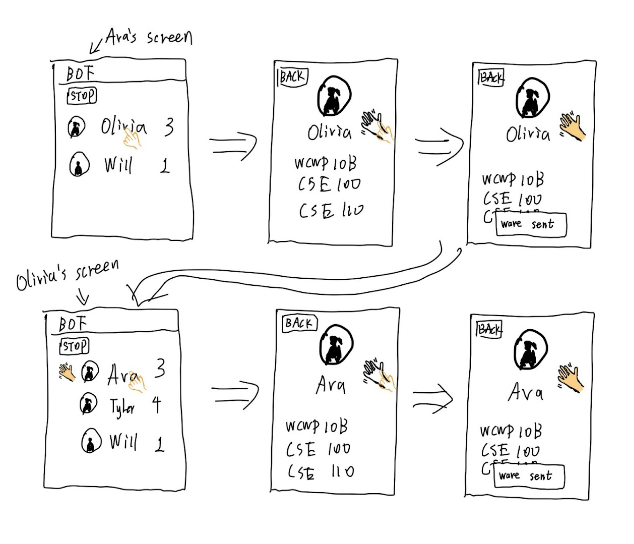 Ava's screen
BOF
STOP
Olivia 3
Will 1
BACK
Olivia
WCWP 10B
CSE 100
CSE 110
BACK
Olivia
WCWP 10B
CSE 100
wave sent
Olivia's screen
BOF
STOP
Ava 3
Tyler 4
Will 1
BACK
Ava
WCWP 10B
CSE 100
CSE 110
BACK
Ava
WCWP 10B
CSE 100
wave sent